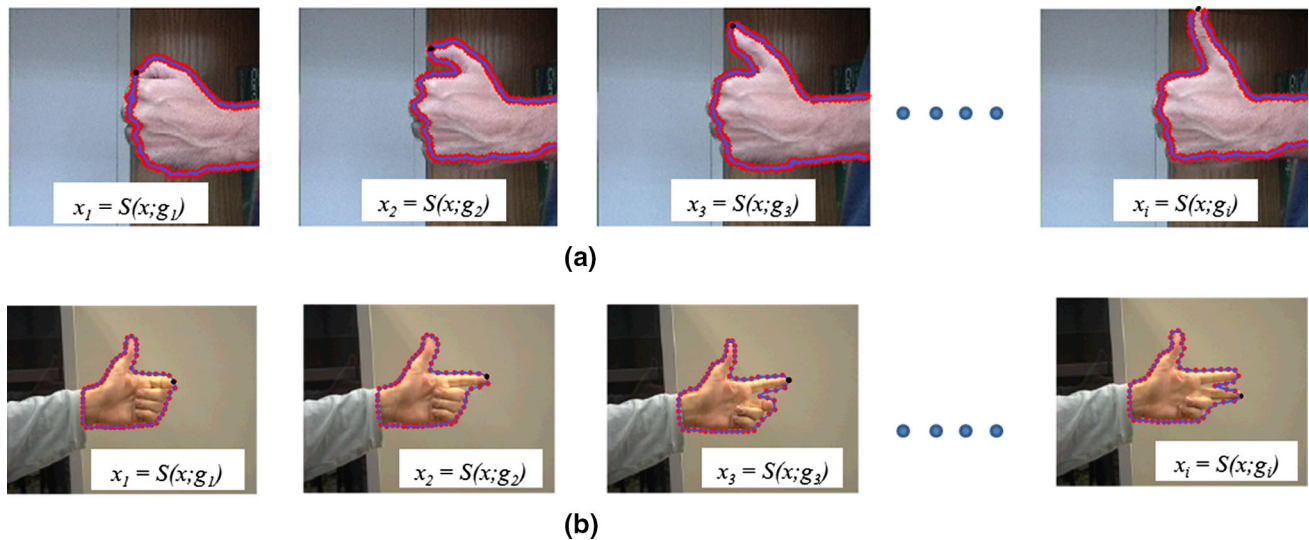 x₁ = S(x;g₁)
x₂ = S(x;g₂)
x₃ = S(x;g₃)
xᵢ = S(x;gᵢ)
(a)
x₁ = S(x;g₁)
x₂ = S(x;g₂)
x₃ = S(x;g₃)
xᵢ = S(x;gᵢ)
(b)